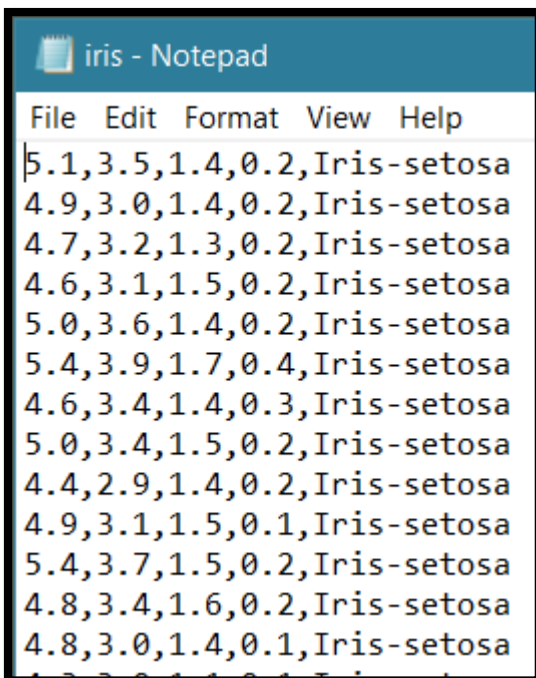 iris - Notepad
File Edit Format View Help
5.1,3.5,1.4,0.2,Iris-setosa
4.9,3.0,1.4,0.2,Iris-setosa
4.7,3.2,1.3,0.2,Iris-setosa
4.6,3.1,1.5,0.2,Iris-setosa
5.0,3.6,1.4,0.2,Iris-setosa
5.4,3.9,1.7,0.4,Iris-setosa
4.6,3.4,1.4,0.3,Iris-setosa
5.0,3.4,1.5,0.2,Iris-setosa
4.4,2.9,1.4,0.2,Iris-setosa
4.9,3.1,1.5,0.1,Iris-setosa
5.4,3.7,1.5,0.2,Iris-setosa
4.8,3.4,1.6,0.2,Iris-setosa
4.8,3.0,1.4,0.1,Iris-setosa